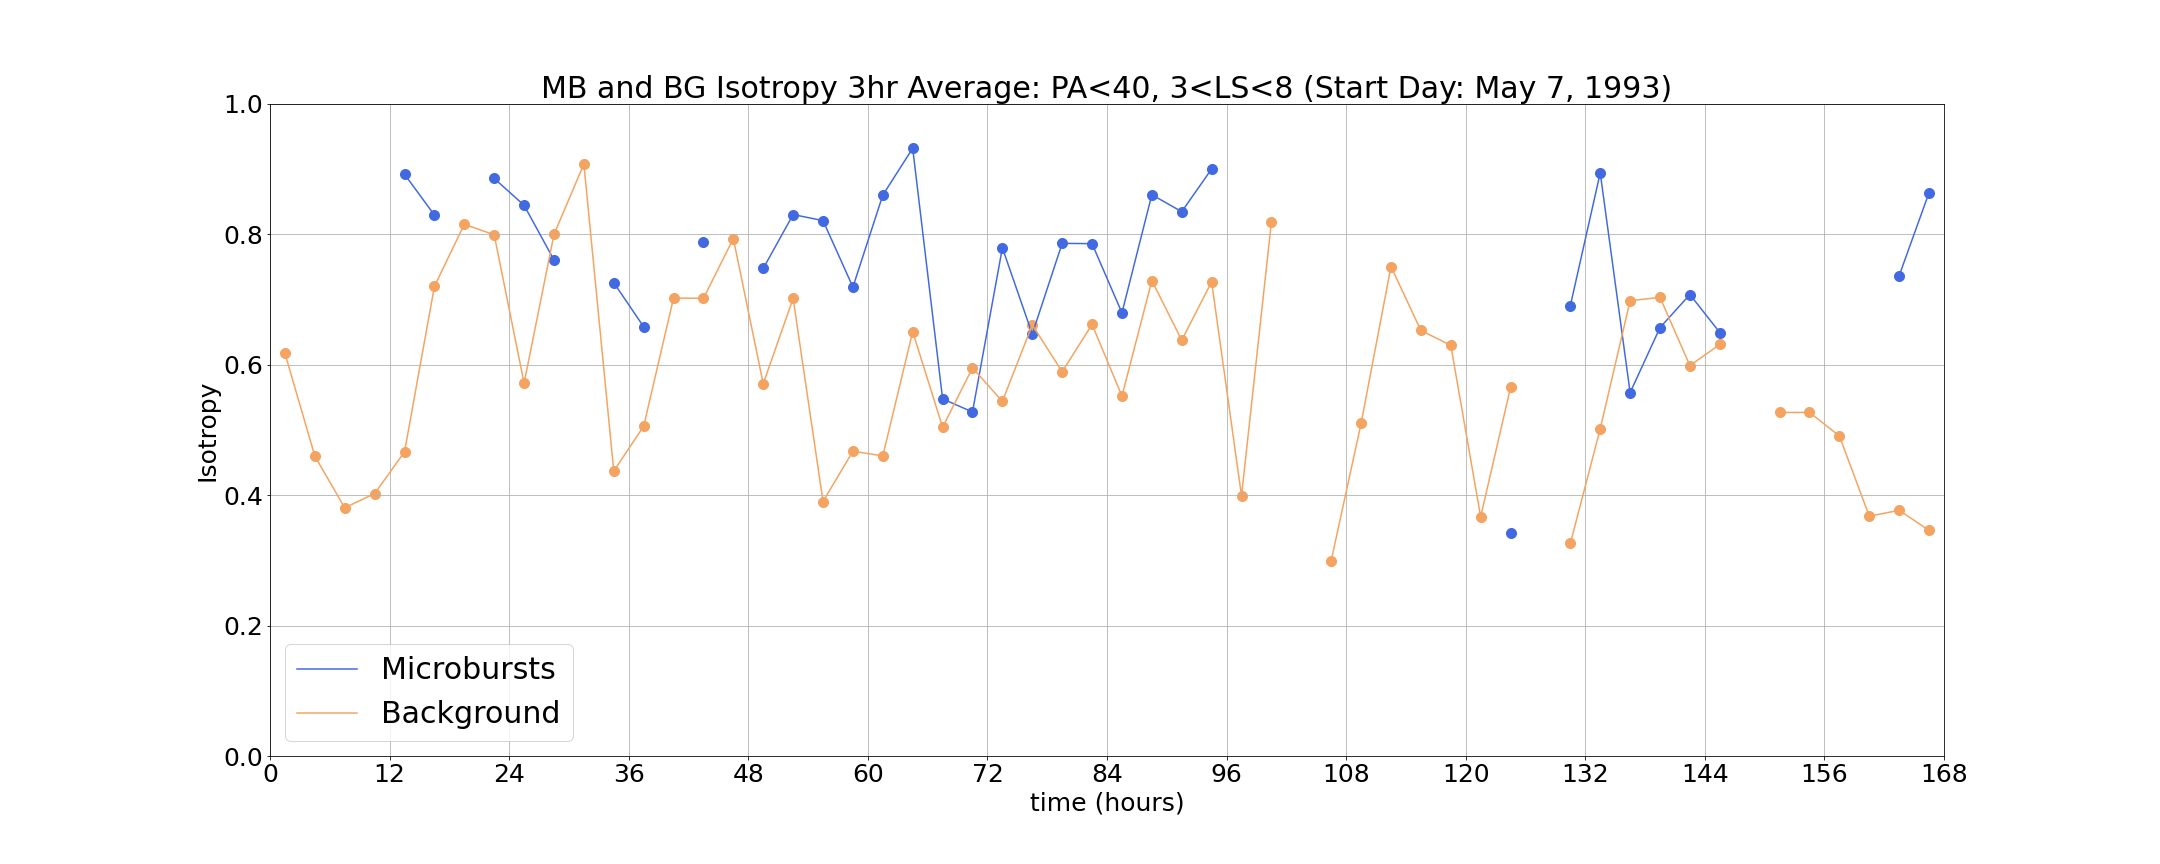 MB and BG Isotropy 3hr Average: PA<40, 3<LS<8 (Start Day: May 7, 1993)
1.0
0.8
0.6
0.4
0.2
0.0
Isotropy
Microbursts
Background
0 12 24 36 48 60 72 84 96 108 120 132 144 156 168
time (hours)